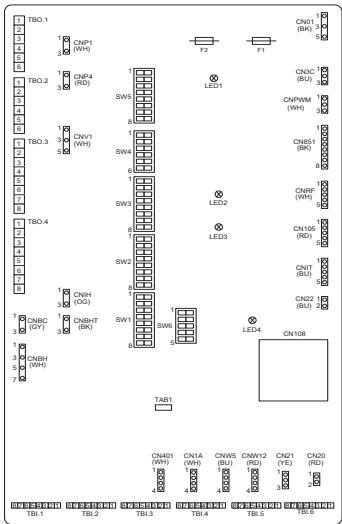 TBO.1
1
2
3
4
5
6
TBO.2
1
2
3
4
5
6
TBO.3
1
2
3
4
5
6
7
8
TBO.4
1
2
3
4
5
6
7
8
CNP1
(WH)
1
3
CNP4
(RD)
1
3
CNV1
(WH)
1
3
5
CNIH
(OG)
1
3
CNBC
(GY)
1
3
CNBHT
(BK)
1
3
CNBH
(WH)
1
3
5
7
SW5
1
8
SW4
1
6
SW3
1
8
SW2
1
8
SW1
1
8
SW6
1
5
F2
F1
LED1
LED2
LED3
LED4
CN01
(BK)
1
3
5
CN3C
(BU)
1
3
CNPWM
(WH)
1
3
CN851
(BK)
1
8
CNRF
(WH)
1
5
CN105
(RD)
1
5
CNIT
(BU)
1
5
CN22
(BU)
1
2
CN108
TAB1
CN401
(WH)
1
4
CN1A
(WH)
1
4
CNW5
(BU)
1
4
CNW12
(RD)
1
4
CN21
(YE)
1
3
CN20
(RD)
1
2
TBI.1 TBI.2 TBI.3 TBI.4 TBI.5 TBI.6